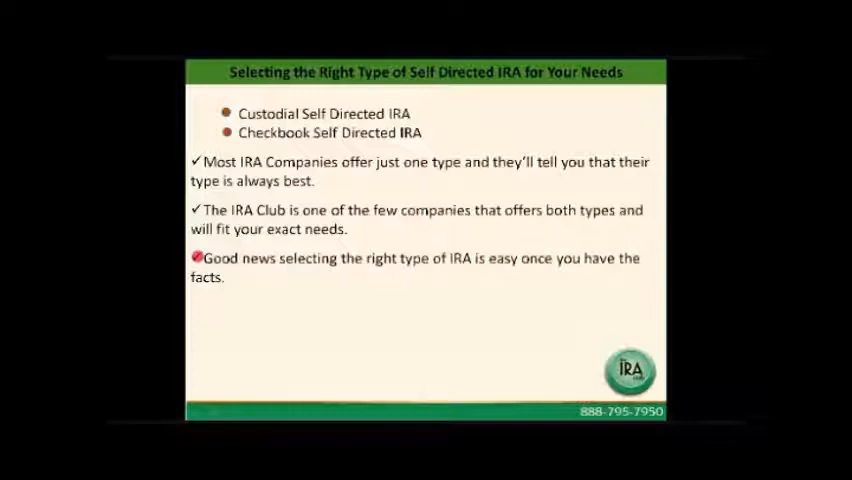 Selecting the Right Type of Self Directed IRA for Your Needs
Custodial Self Directed IRA
Checkbook Self Directed IRA
Most IRA Companies offer just one type and they'll tell you that their
type is always best.
The IRA Club is one of the few companies that offers both types and
will fit your exact needs.
Good news selecting the right type of IRA is easy once you have the
facts.
IRA
888-795-7950